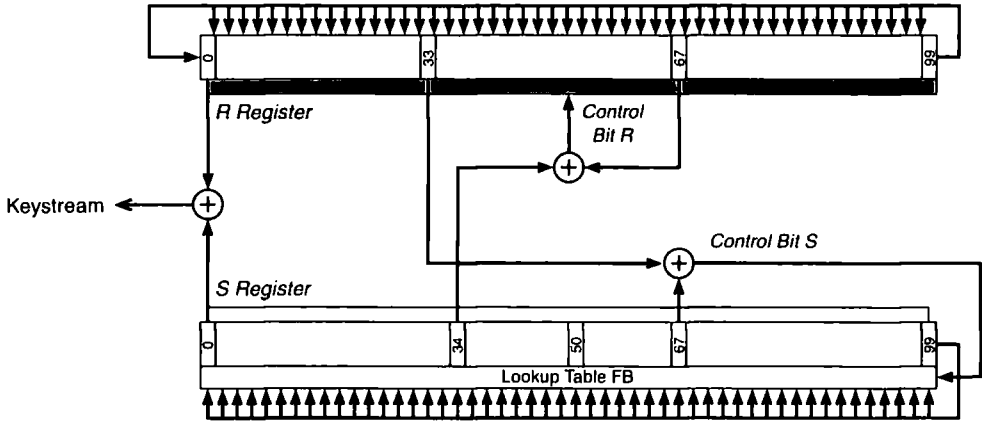 0 33 67 99
R Register
Control
Bit R
Keystream
Control Bit S
S Register
0 34 50 67 99
Lookup Table FB